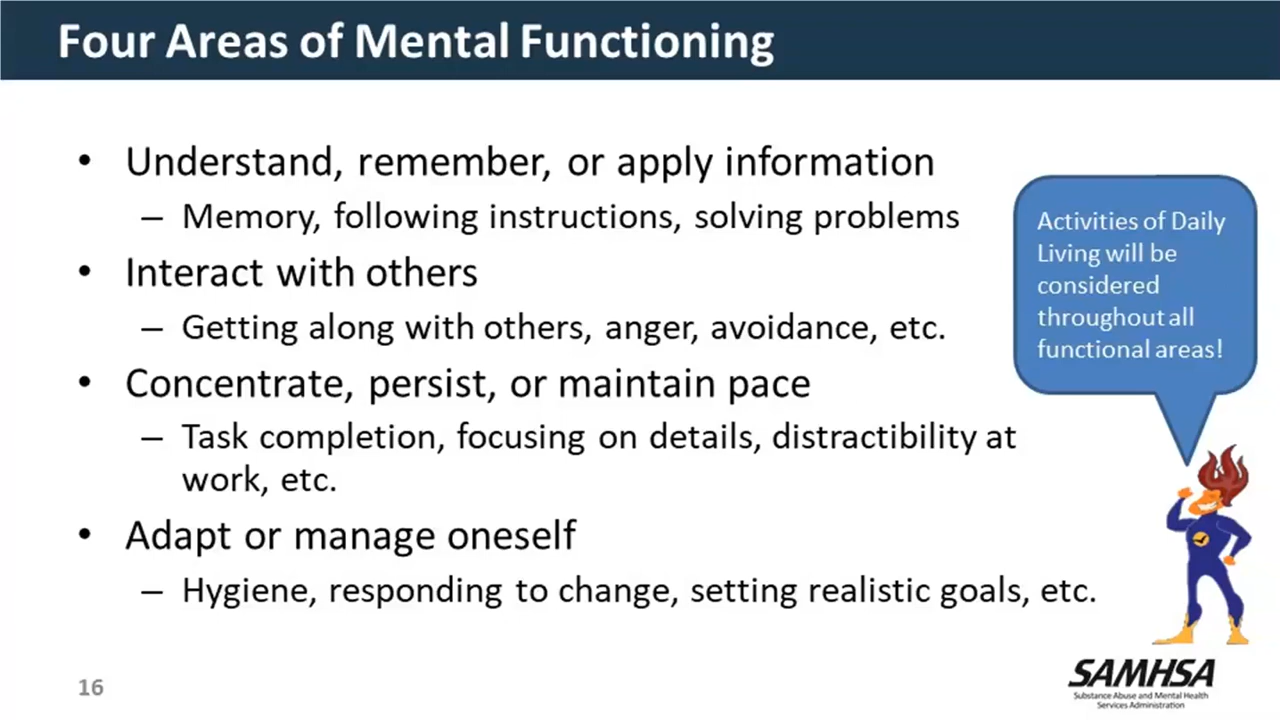 Four Areas of Mental Functioning
• Understand, remember, or apply information
– Memory, following instructions, solving problems
• Interact with others
– Getting along with others, anger, avoidance, etc.
• Concentrate, persist, or maintain pace
– Task completion, focusing on details, distractibility at
work, etc.
• Adapt or manage oneself
– Hygiene, responding to change, setting realistic goals, etc.
Activities of Daily
Living will be
considered
throughout all
functional areas!
16
SAMHSA
Substance Abuse and Mental Health
Services Administration